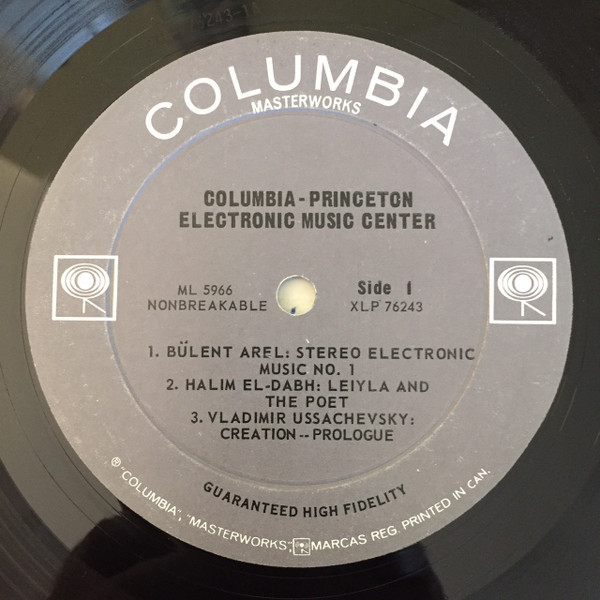 243-1A
COLUMBIA
MASTERWORKS
COLUMBIA-PRINCETON
ELECTRONIC MUSIC CENTER
ML 5966
NONBREAKABLE
Side 1
XLP 76243
1. BÜLENT AREL: STEREO ELECTRONIC
MUSIC NO. 1
2. HALIM EL-DABH: LEIYLA AND
THE POET
3. VLADIMIR USSACHEVSKY:
CREATION--PROLOGUE
GUARANTEED HIGH FIDELITY
® "COLUMBIA", "MASTERWORKS", MARCAS REG. PRINTED IN CAN.